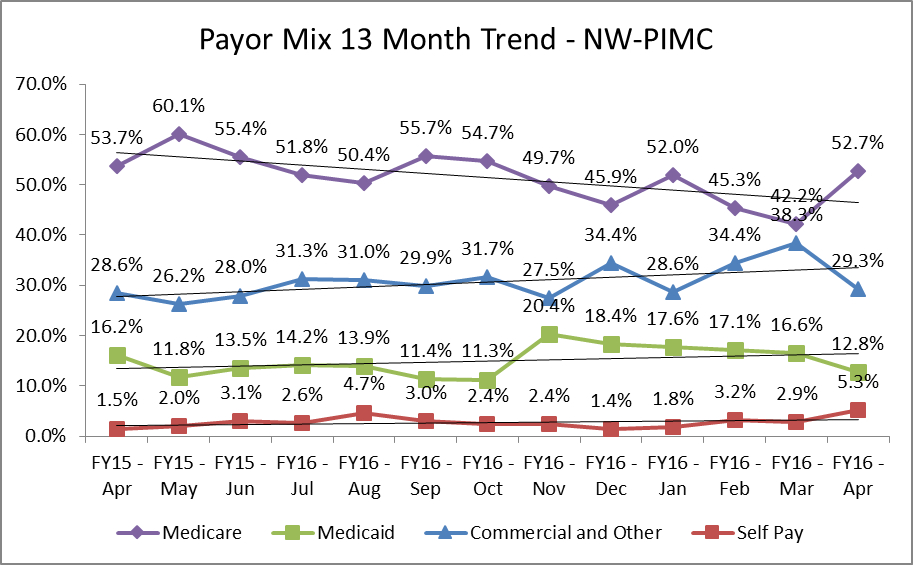 Payor Mix 13 Month Trend - NW-PIMC
70.0%
60.0%
50.0%
40.0%
30.0%
20.0%
10.0%
0.0%
53.7% 60.1% 55.4% 51.8% 50.4% 55.7% 54.7% 49.7% 45.9% 52.0% 45.3% 42.2% 52.7%
28.6% 26.2% 28.0% 31.3% 31.0% 29.9% 31.7% 27.5% 34.4% 28.6% 34.4% 38.3% 29.3%
16.2% 11.8% 13.5% 14.2% 13.9% 11.4% 11.3% 20.4% 18.4% 17.6% 17.1% 16.6% 12.8%
1.5% 2.0% 3.1% 2.6% 4.7% 3.0% 2.4% 2.4% 1.4% 1.8% 3.2% 2.9% 5.3%
FY15 - FY15 - FY15 - FY16 - FY16 - FY16 - FY16 - FY16 - FY16 - FY16 - FY16 - FY16 - FY16 -
Apr May Jun Jul Aug Sep Oct Nov Dec Jan Feb Mar Apr
Medicare Medicaid Commercial and Other Self Pay